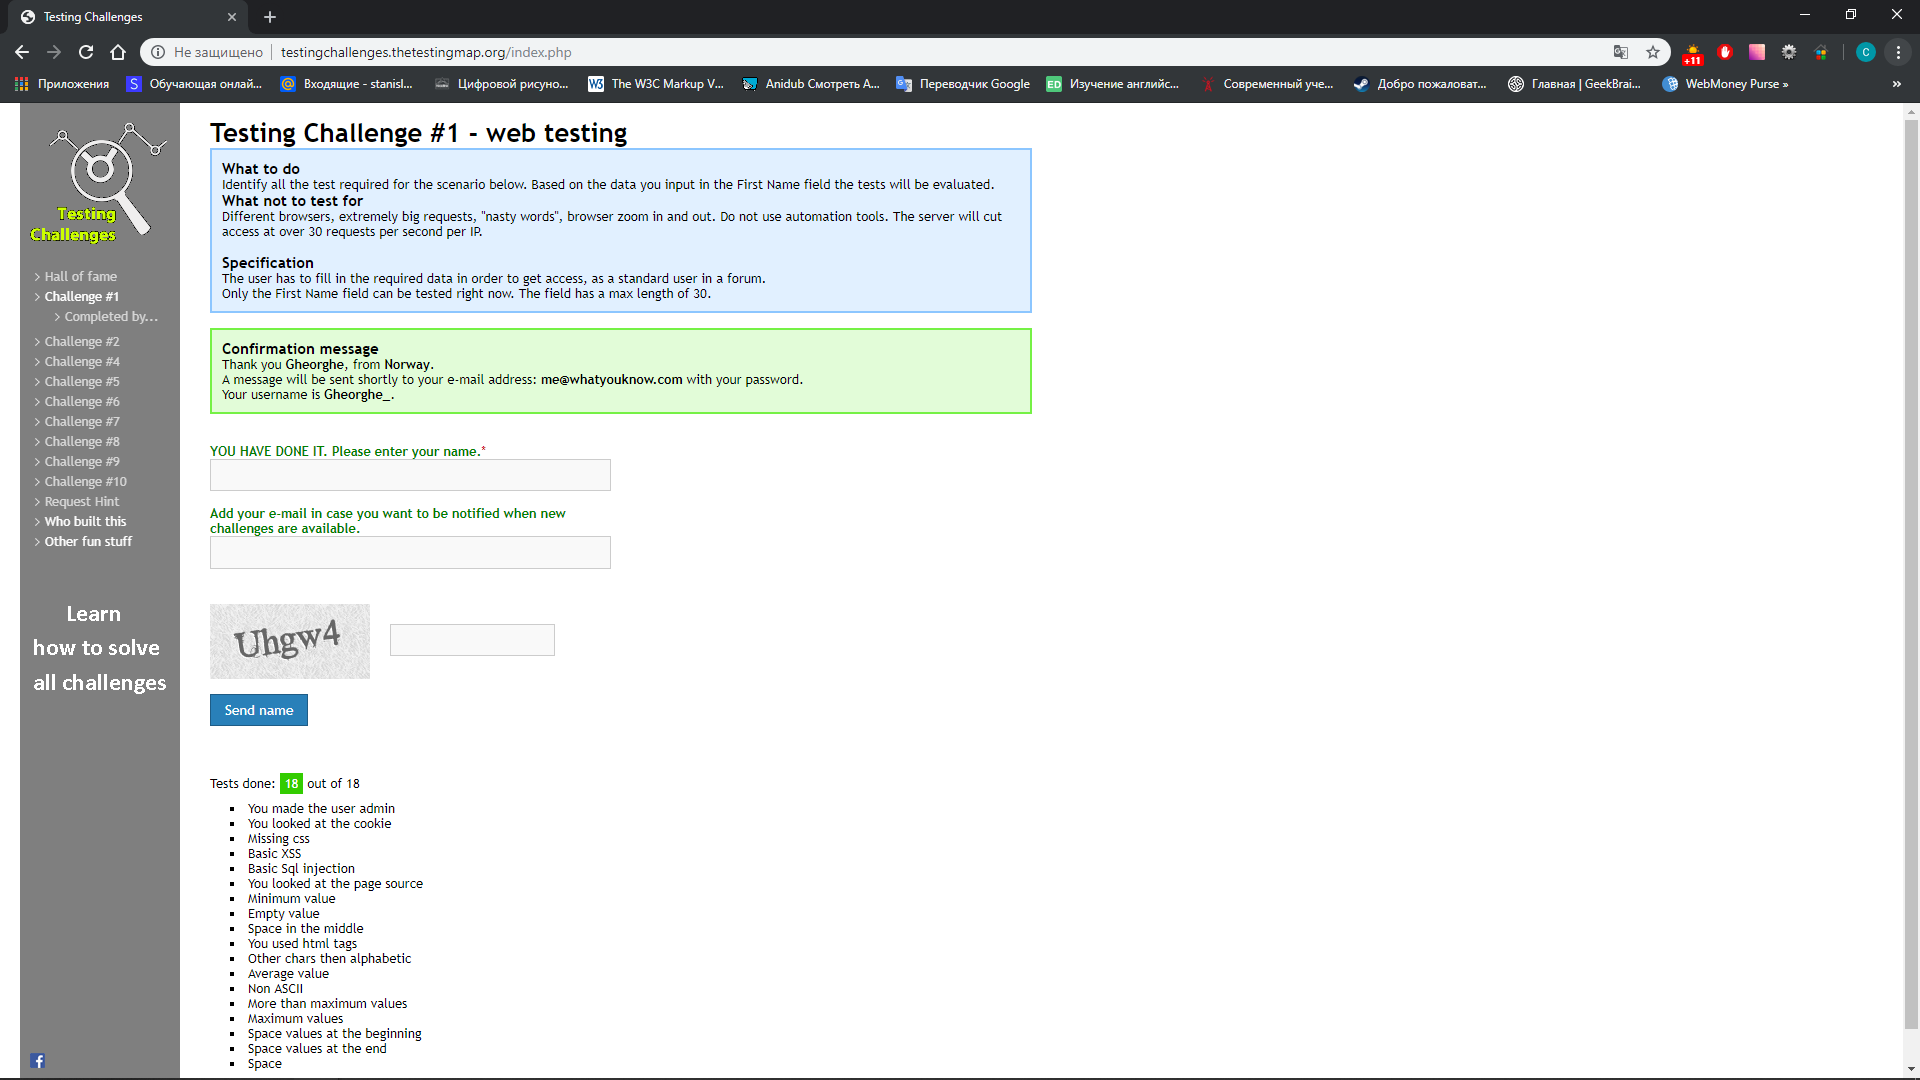 Testing Challenges
Не защищено
testingchallenges.thetestingmap.org/index.php
+11
C
Приложения
S Обучающая онлай...
Входящие - stanisl...
Цифровой рисуно...
The W3C Markup V...
Anidub Смотреть А...
Переводчик Google
ED Изучение английс...
Современный уче...
Добро пожаловат...
Главная | GeekBrai...
WebMoney Purse »
»
Testing
Challenges
> Hall of fame
> Challenge #1
> Completed by...
> Challenge #2
> Challenge #4
> Challenge #5
> Challenge #6
> Challenge #7
> Challenge #8
> Challenge #9
> Challenge #10
> Request Hint
> Who built this
> Other fun stuff
Learn
how to solve
all challenges
Testing Challenge #1 - web testing
What to do
Identify all the test required for the scenario below. Based on the data you input in the First Name field the tests will be evaluated.
What not to test for
Different browsers, extremely big requests, "nasty words", browser zoom in and out. Do not use automation tools. The server will cut
access at over 30 requests per second per IP.
Specification
The user has to fill in the required data in order to get access, as a standard user in a forum.
Only the First Name field can be tested right now. The field has a max length of 30.
Confirmation message
Thank you Gheorghe, from Norway.
A message will be sent shortly to your e-mail address: me@whatyouknow.com with your password.
Your username is Gheorghe_.
YOU HAVE DONE IT. Please enter your name.*
Add your e-mail in case you want to be notified when new
challenges are available.
Uhgw4
Send name
Tests done: 18 out of 18
▪ You made the user admin
▪ You looked at the cookie
▪ Missing css
▪ Basic XSS
▪ Basic Sql injection
▪ You looked at the page source
▪ Minimum value
▪ Empty value
▪ Space in the middle
▪ You used html tags
▪ Other chars then alphabetic
▪ Average value
▪ Non ASCII
▪ More than maximum values
▪ Maximum values
▪ Space values at the beginning
▪ Space values at the end
▪ Space